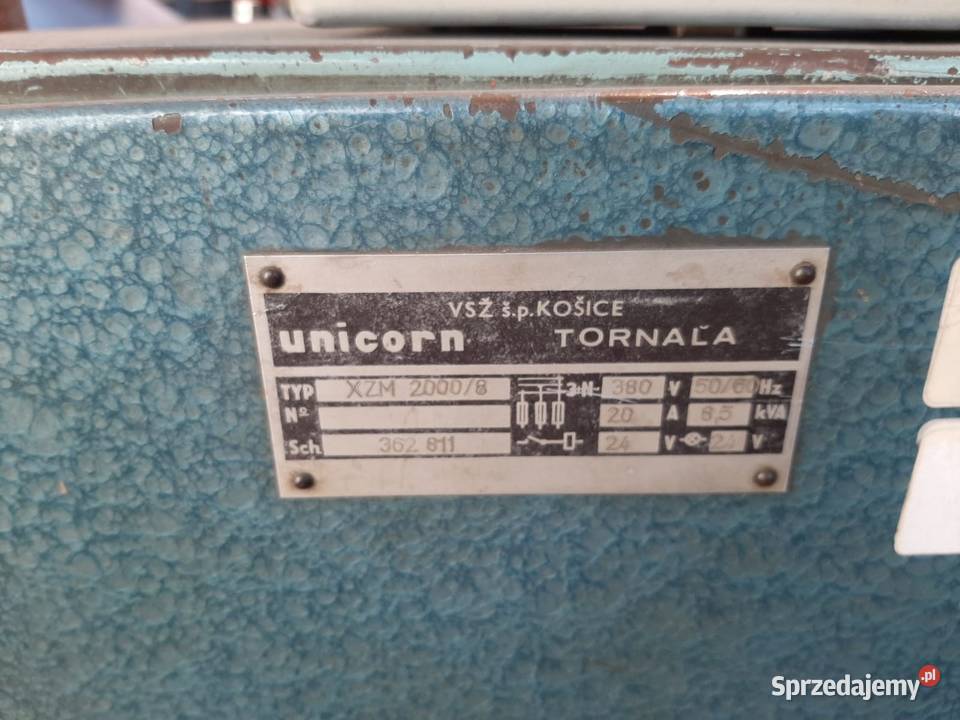 VSŽ š.p. KOŠICE
unicorn TORNAĽA
TYP XZM 2000/8 3+N~ 380 V 50/60 Hz
Nº 20 A 8,5 kVA
Sch. 362 811 24 V 24 V
Sprzedajemy.pl